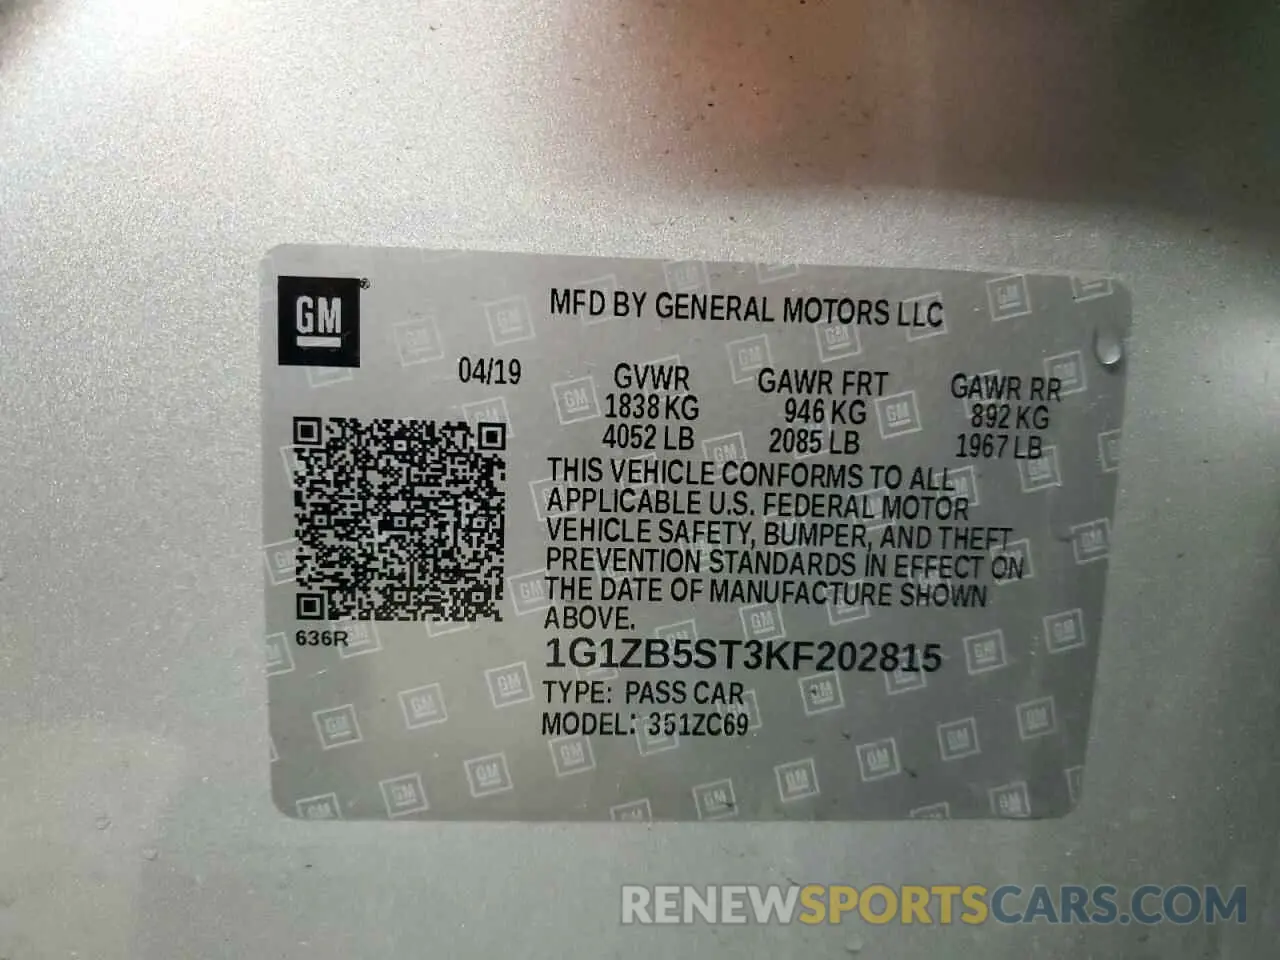 GM®
MFD BY GENERAL MOTORS LLC
04/19
GVWR GAWR FRT GAWR RR
1838 KG 946 KG 892 KG
4052 LB 2085 LB 1967 LB
THIS VEHICLE CONFORMS TO ALL
APPLICABLE U.S. FEDERAL MOTOR
VEHICLE SAFETY, BUMPER, AND THEFT
PREVENTION STANDARDS IN EFFECT ON
THE DATE OF MANUFACTURE SHOWN
ABOVE.
636R
1G1ZB5ST3KF202815
TYPE: PASS CAR
MODEL: 351ZC69
RENEWSPORTSCARS.COM